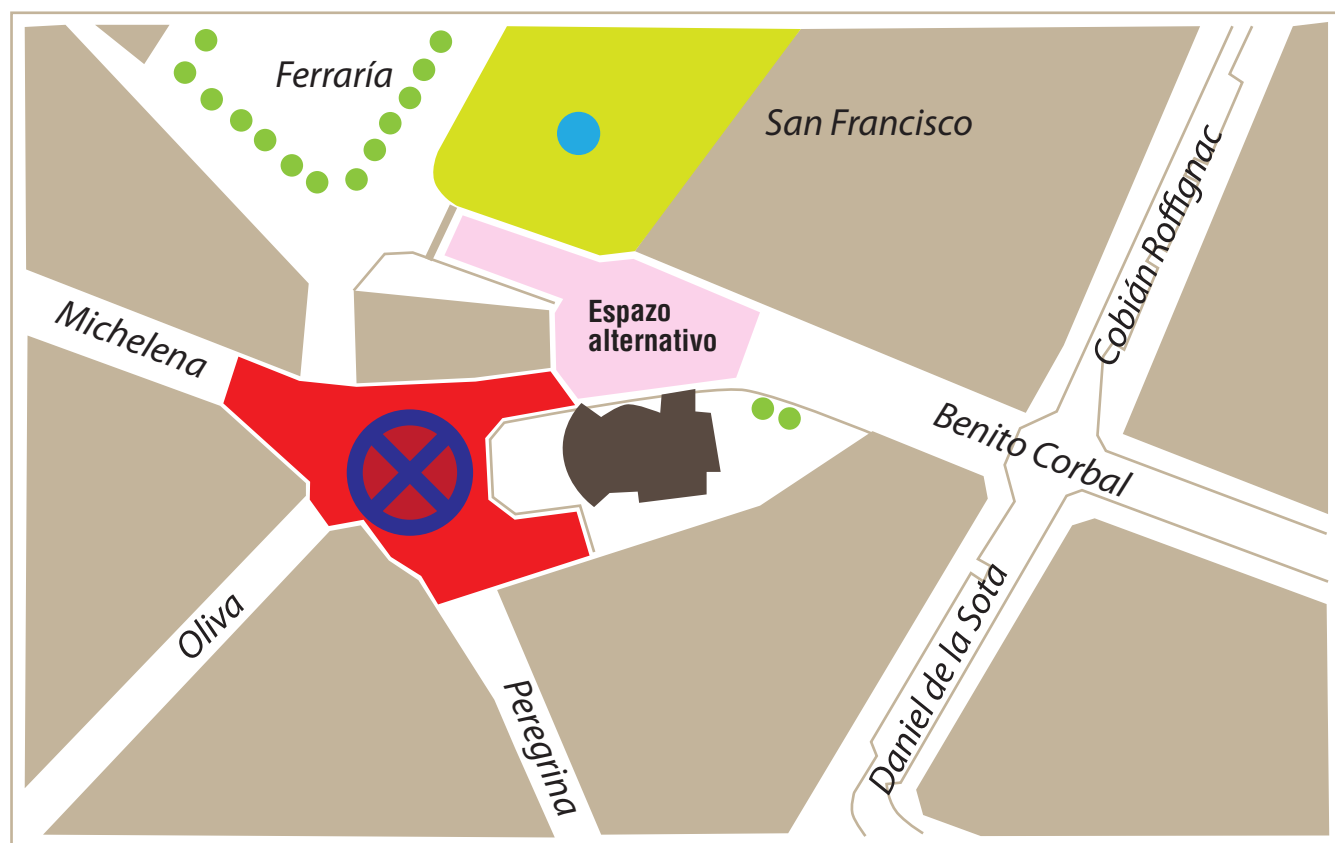 Ferraría
San Francisco
Cobián Roffignac
Michelena
Espazo
alternativo
Benito Corbal
Oliva
Peregrina
Daniel de la Sota